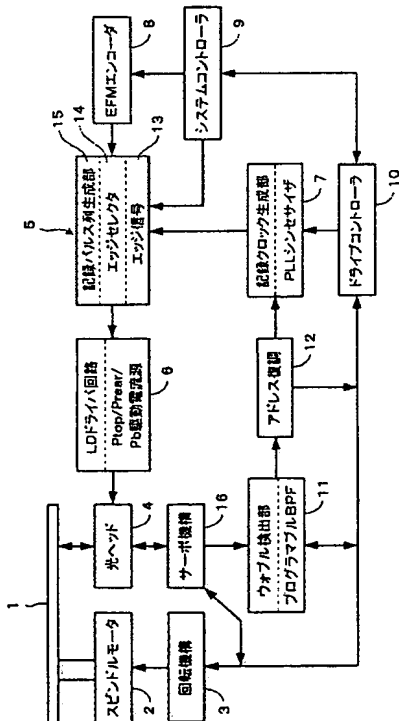 1
スピンドルモータ
2
回転機構
3
光ヘッド
4
サーボ機構
16
LDドライバ回路
Ptop/Prear/
Pb駆動電流源
6
ウォブル検出部
プログラマブルBPF
11
5
記録パルス列生成部
15
エッジセレクタ
14
エッジ信号
13
アドレス復調
12
記録クロック生成部
PLLシンセサイザ
7
EFMエンコーダ
8
システムコントローラ
9
ドライブコントローラ
10